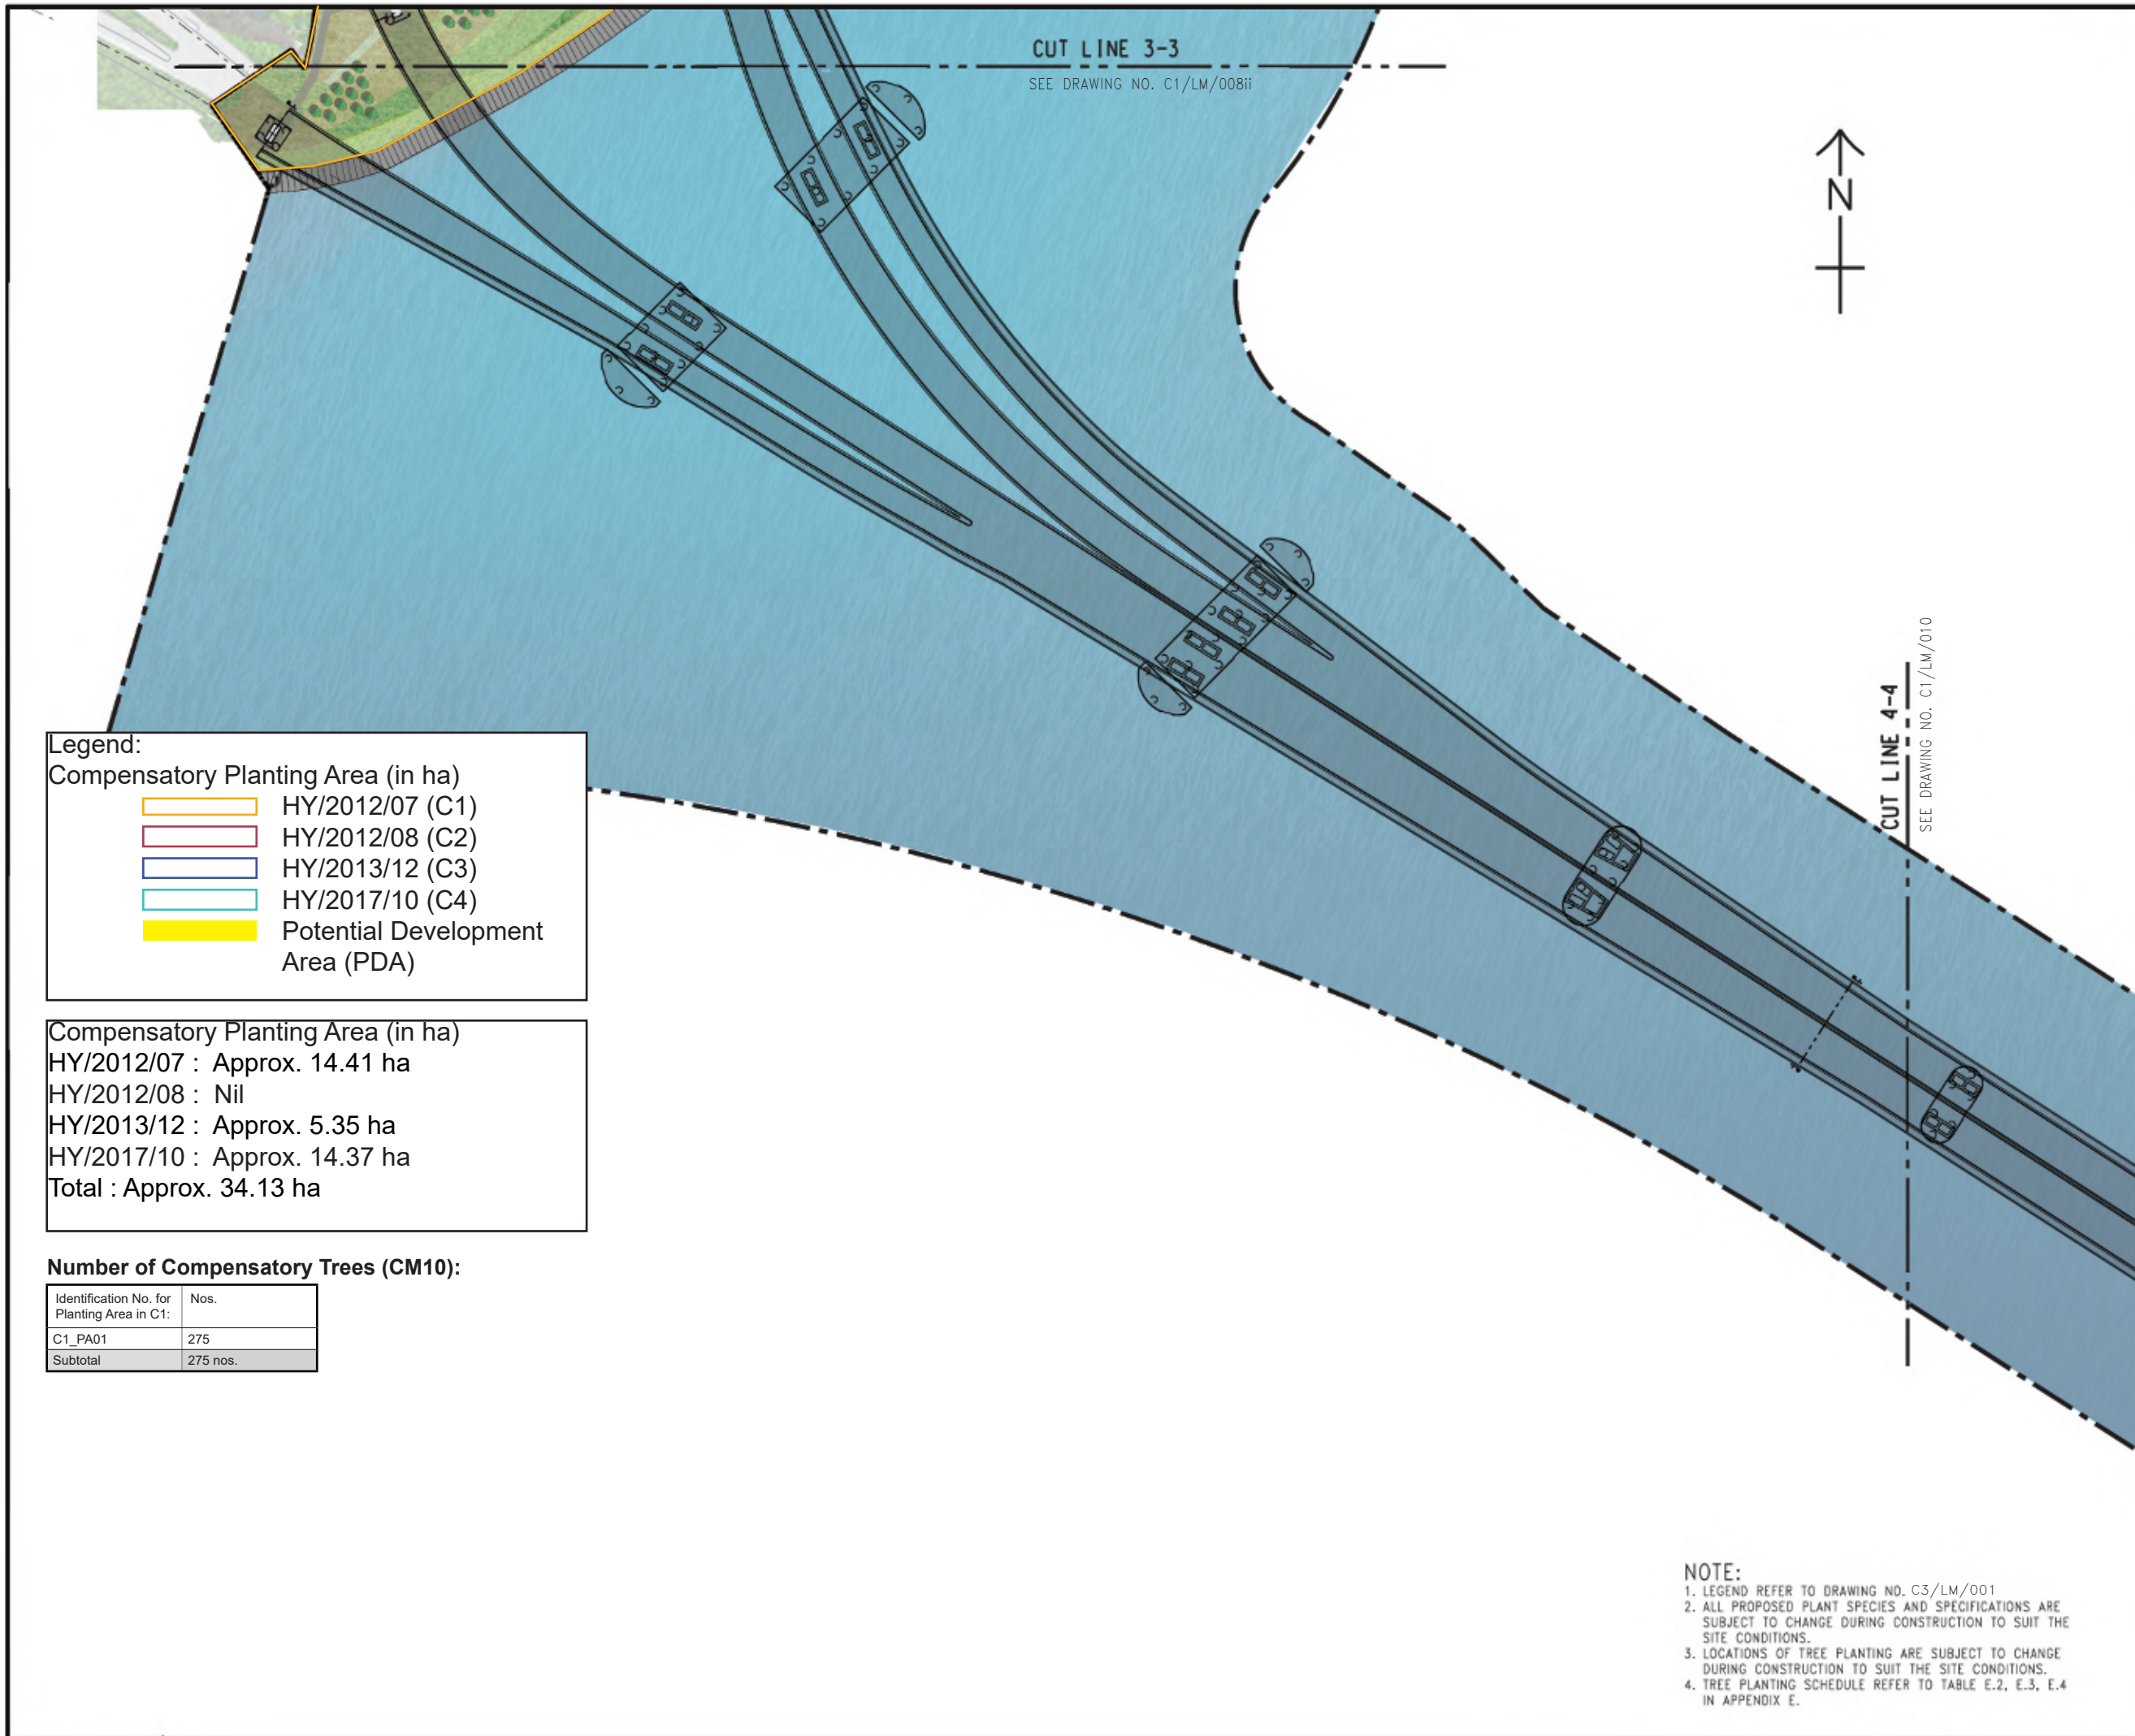 CUT LINE 3-3
SEE DRAWING NO. C1/LM/008ii
N
CUT LINE 4-4
SEE DRAWING NO. C1/LM/010
Legend:
Compensatory Planting Area (in ha)
HY/2012/07 (C1)
HY/2012/08 (C2)
HY/2013/12 (C3)
HY/2017/10 (C4)
Potential Development
Area (PDA)
Compensatory Planting Area (in ha)
HY/2012/07 : Approx. 14.41 ha
HY/2012/08 : Nil
HY/2013/12 : Approx. 5.35 ha
HY/2017/10 : Approx. 14.37 ha
Total : Approx. 34.13 ha
Number of Compensatory Trees (CM10):
Identification No. for Nos.
Planting Area in C1:
C1_PA01 275
Subtotal 275 nos.
NOTE:
1. LEGEND REFER TO DRAWING NO. C3/LM/001
2. ALL PROPOSED PLANT SPECIES AND SPECIFICATIONS ARE
SUBJECT TO CHANGE DURING CONSTRUCTION TO SUIT THE
SITE CONDITIONS.
3. LOCATIONS OF TREE PLANTING ARE SUBJECT TO CHANGE
DURING CONSTRUCTION TO SUIT THE SITE CONDITIONS.
4. TREE PLANTING SCHEDULE REFER TO TABLE E.2, E.3, E.4
IN APPENDIX E.